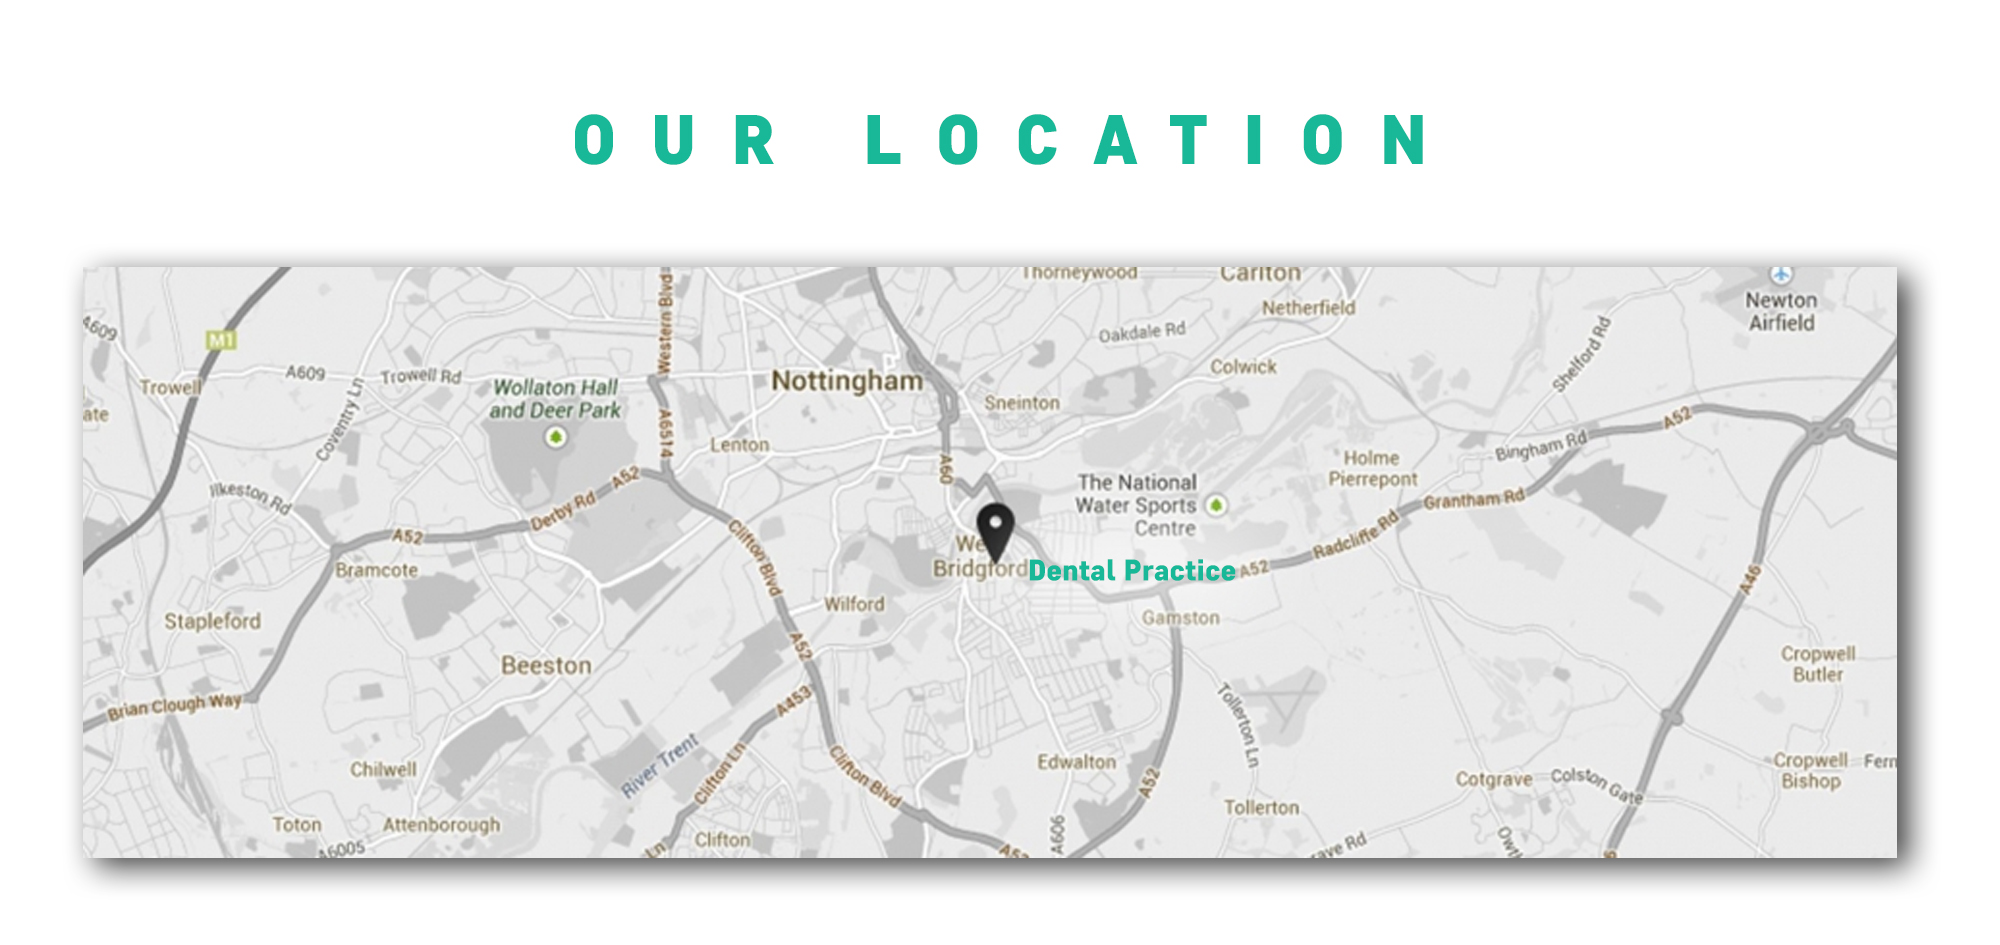 OUR LOCATION
Thorneywood
Carlton
Newton
Airfield
Netherfield
A609
M1
Western Blvd
Oakdale Rd
Shelford Rd
Trowell
A609
Trowell Rd
Wollaton Hall
and Deer Park
Nottingham
Colwick
ate
Coventry Ln
A6514
Sneinton
A52
Lenton
Bingham Rd
Ilkeston Rd
Derby Rd
A52
A60
The National
Water Sports
Centre
Holme
Pierrepont
Grantham Rd
A52
Clifton Blvd
Radcliffe Rd
We
Bridgford
Dental Practice
A52
A46
Bramcote
Wilford
Gamston
Stapleford
A52
Beeston
Cropwell
Butler
Brian Clough Way
A453
Tollerton Ln
River Trent
Clifton Ln
Clifton Blvd
Chilwell
Edwalton
A52
Cotgrave
Colston Gate
Cropwell
Bishop
Fern
Toton
Attenborough
Tollerton
A6005
Clifton
Ln
A52
A606
rave Rd
Owth